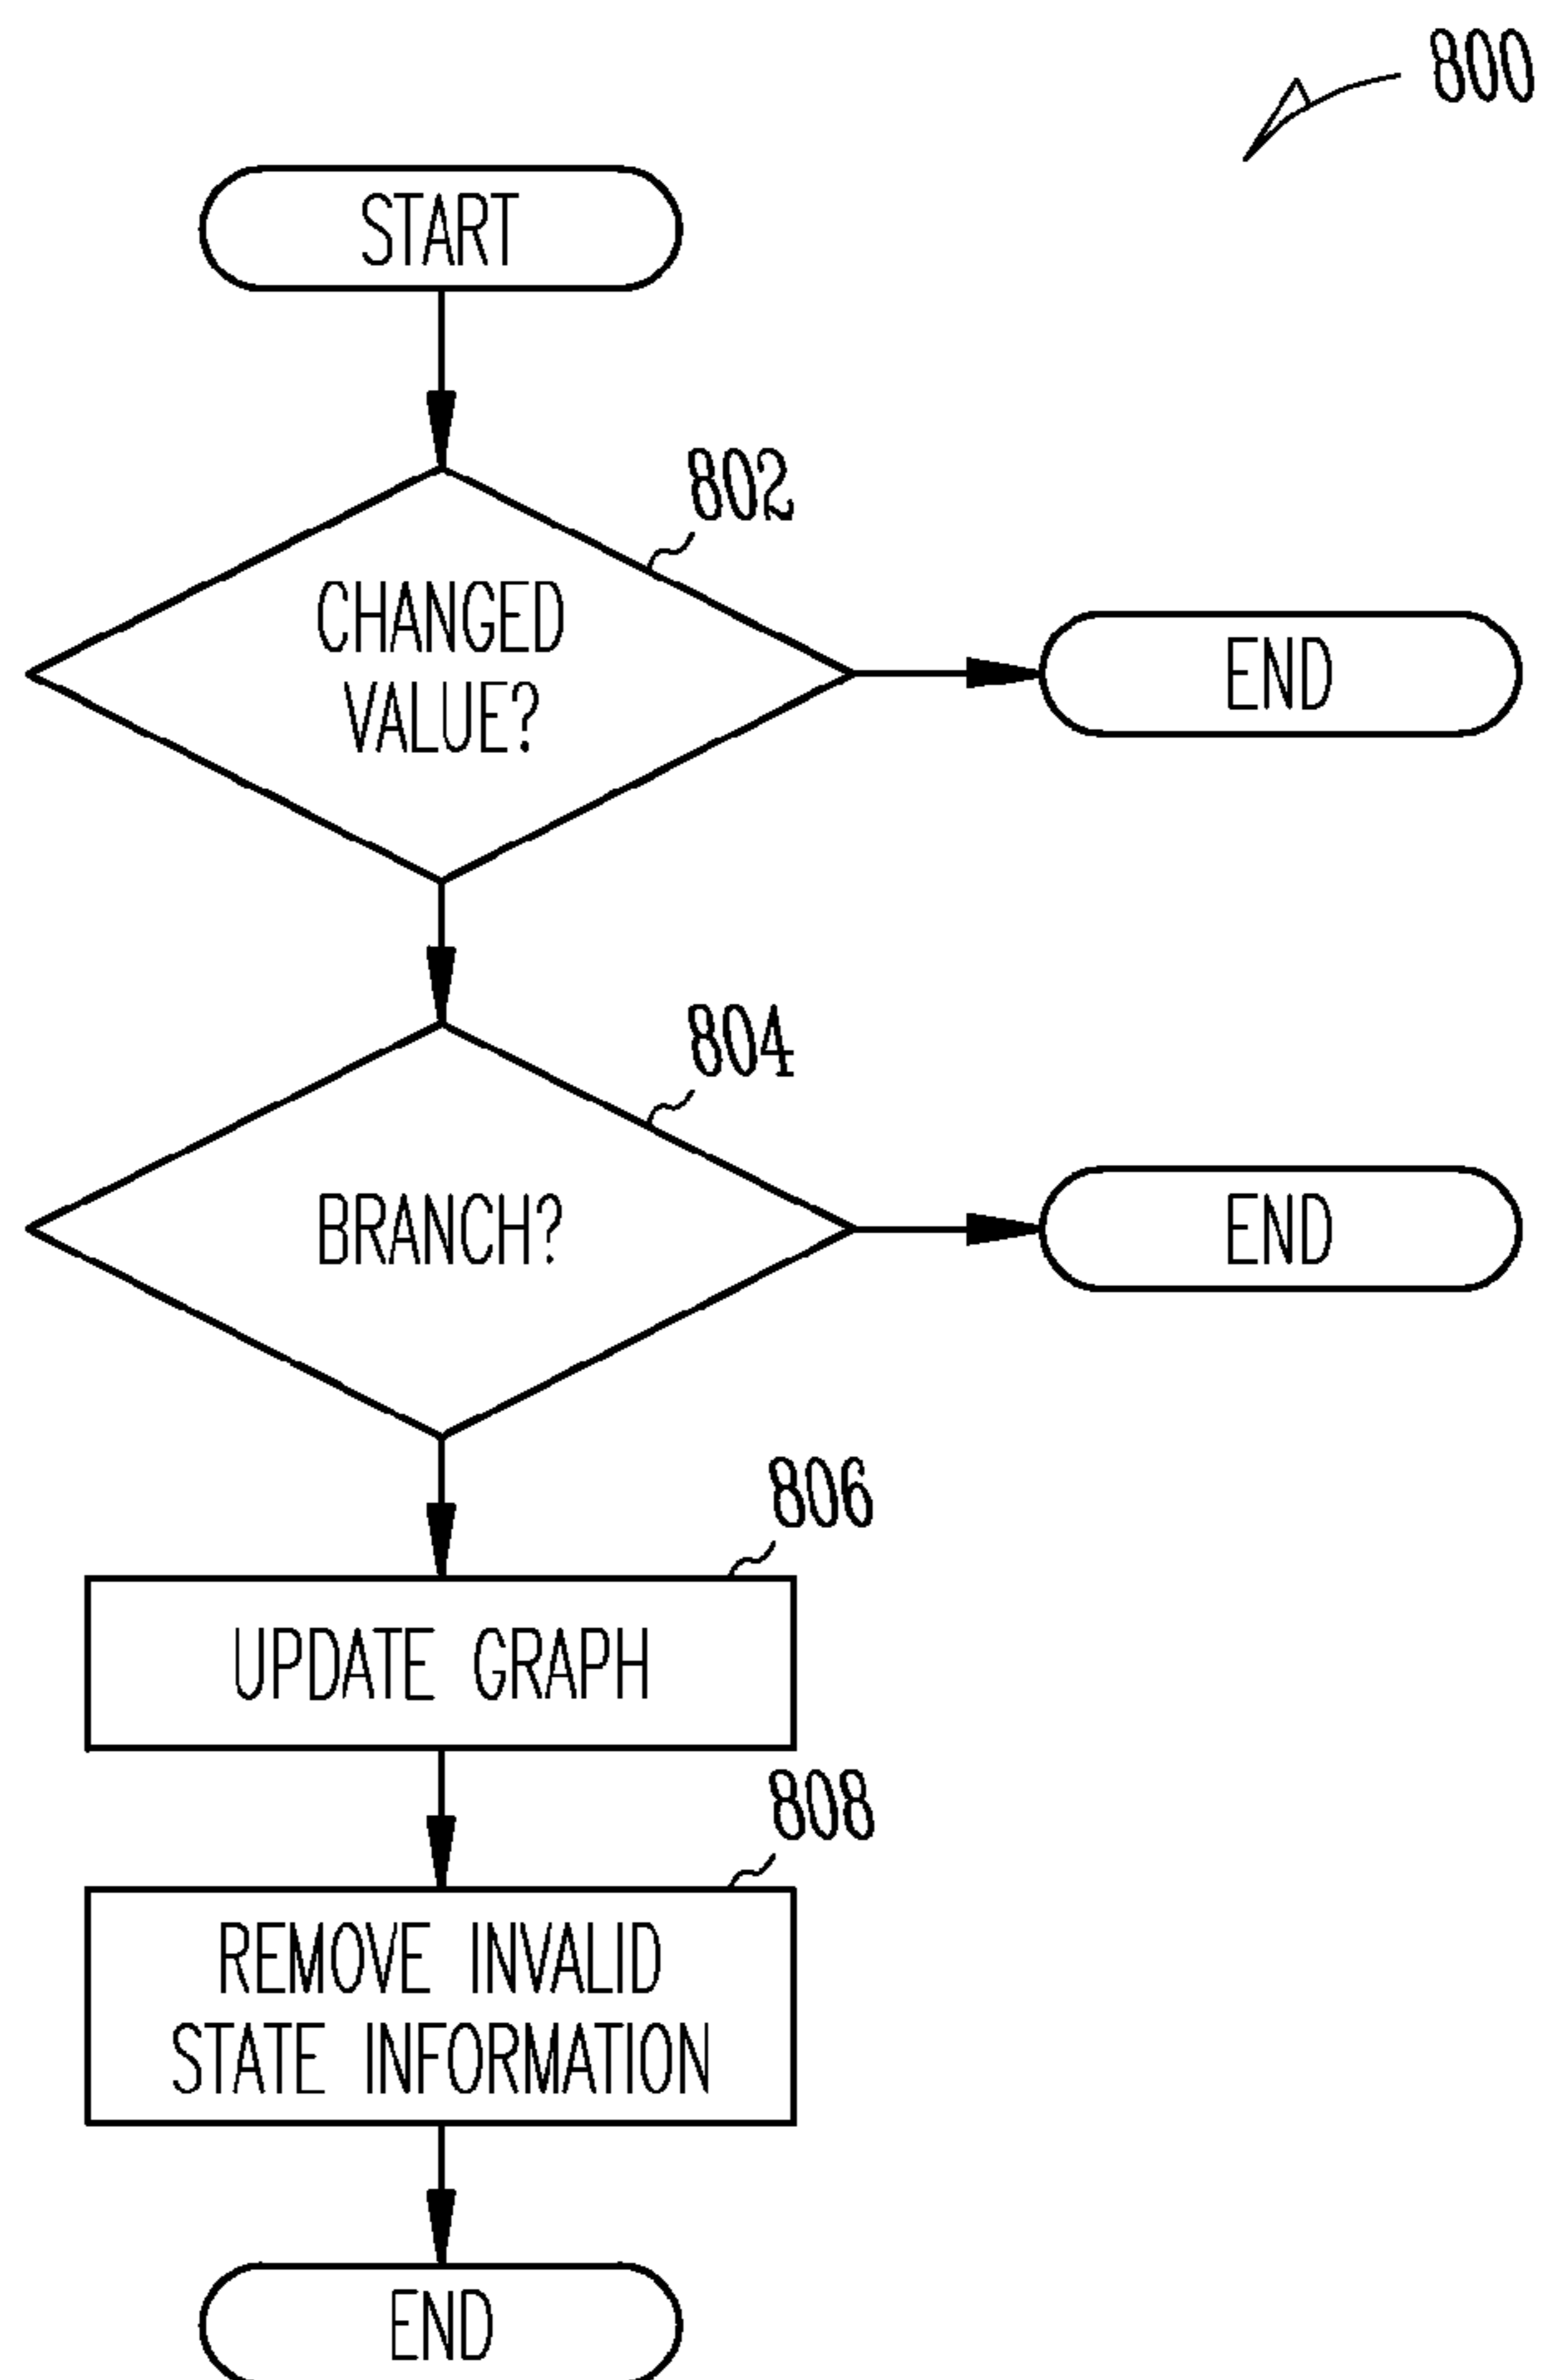 800
START
802
CHANGED
VALUE?
END
804
BRANCH?
END
806
UPDATE GRAPH
808
REMOVE INVALID
STATE INFORMATION
END